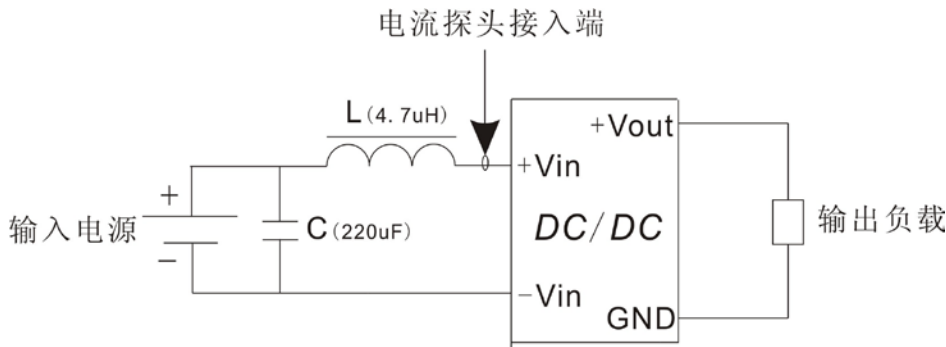 电流探头接入端
L(4.7uH)
+Vout
+Vin
+
输入电源
C(220uF)
DC/DC
输出负载
-
-Vin
GND